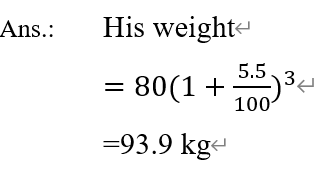 Ans.: His weight↵
= 80(1 + 5.5/100)³↵
=93.9 kg↵